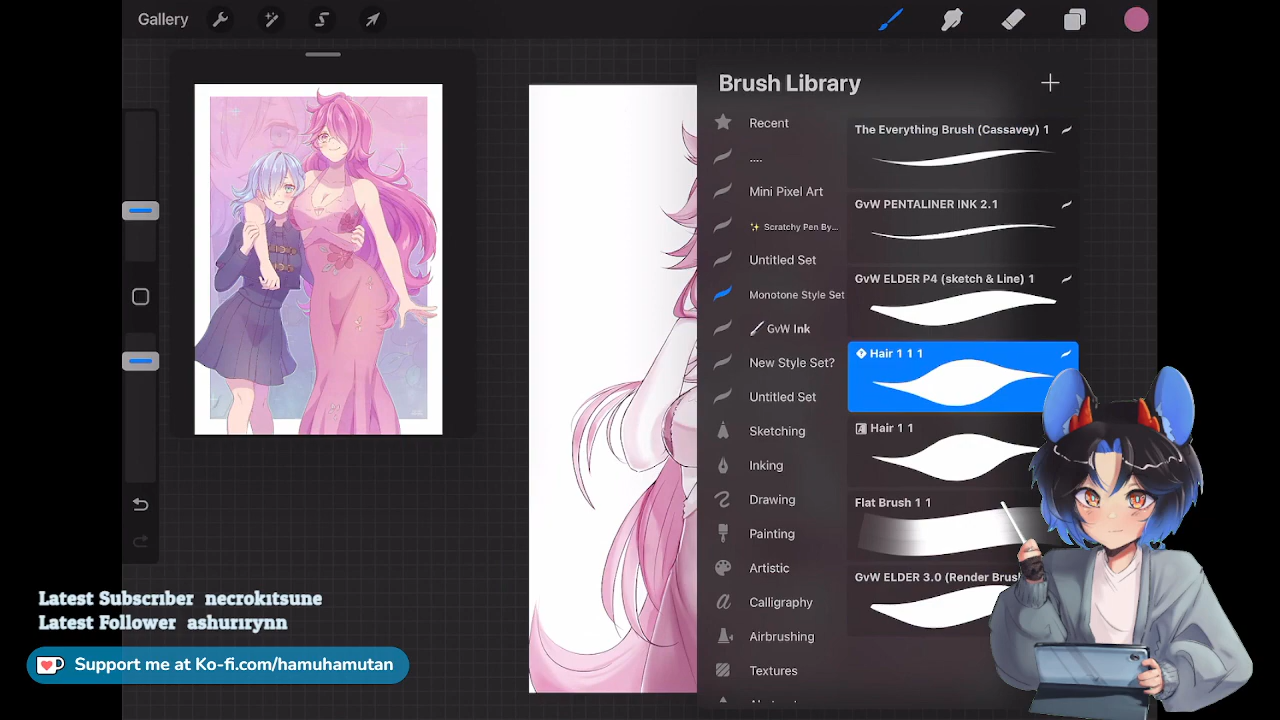 Gallery
Brush Library
Recent
....
Mini Pixel Art
✨ Scratchy Pen By...
Untitled Set
Monotone Style Set
GvW Ink
New Style Set?
Untitled Set
Sketching
Inking
Drawing
Painting
Artistic
Calligraphy
Airbrushing
Textures
The Everything Brush (Cassavey) 1
GvW PENTALINER INK 2.1
GvW ELDER P4 (sketch & Line) 1
Hair 1 1 1
Hair 1 1
Flat Brush 1 1
GvW ELDER 3.0 (Render Brus
Latest Subscriber necrokitsune
Latest Follower ashurirynn
Support me at Ko-fi.com/hamuhamutan